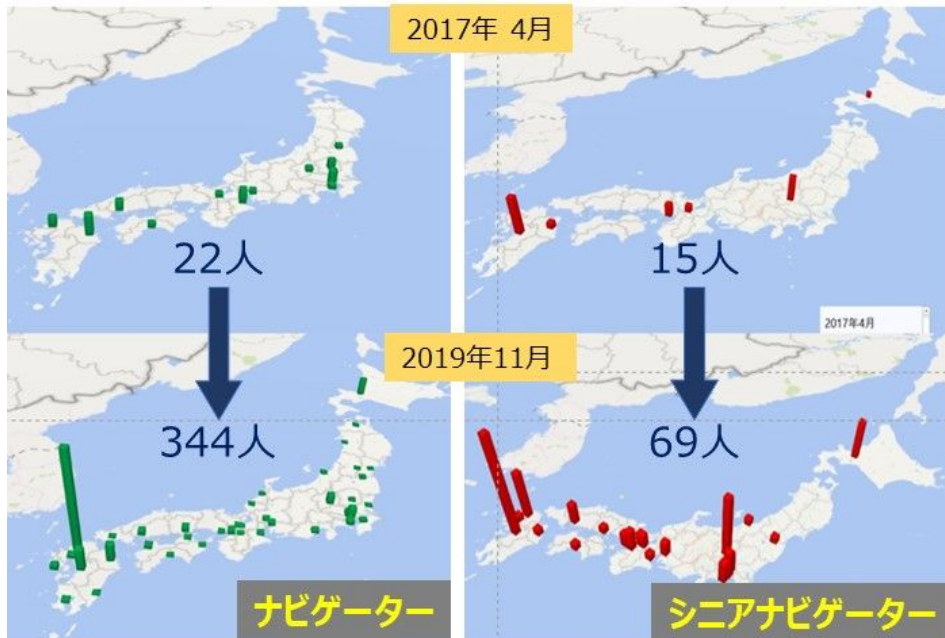 2017年 4月
22人
15人
2017年4月
2019年11月
344人
69人
ナビゲーター
シニアナビゲーター